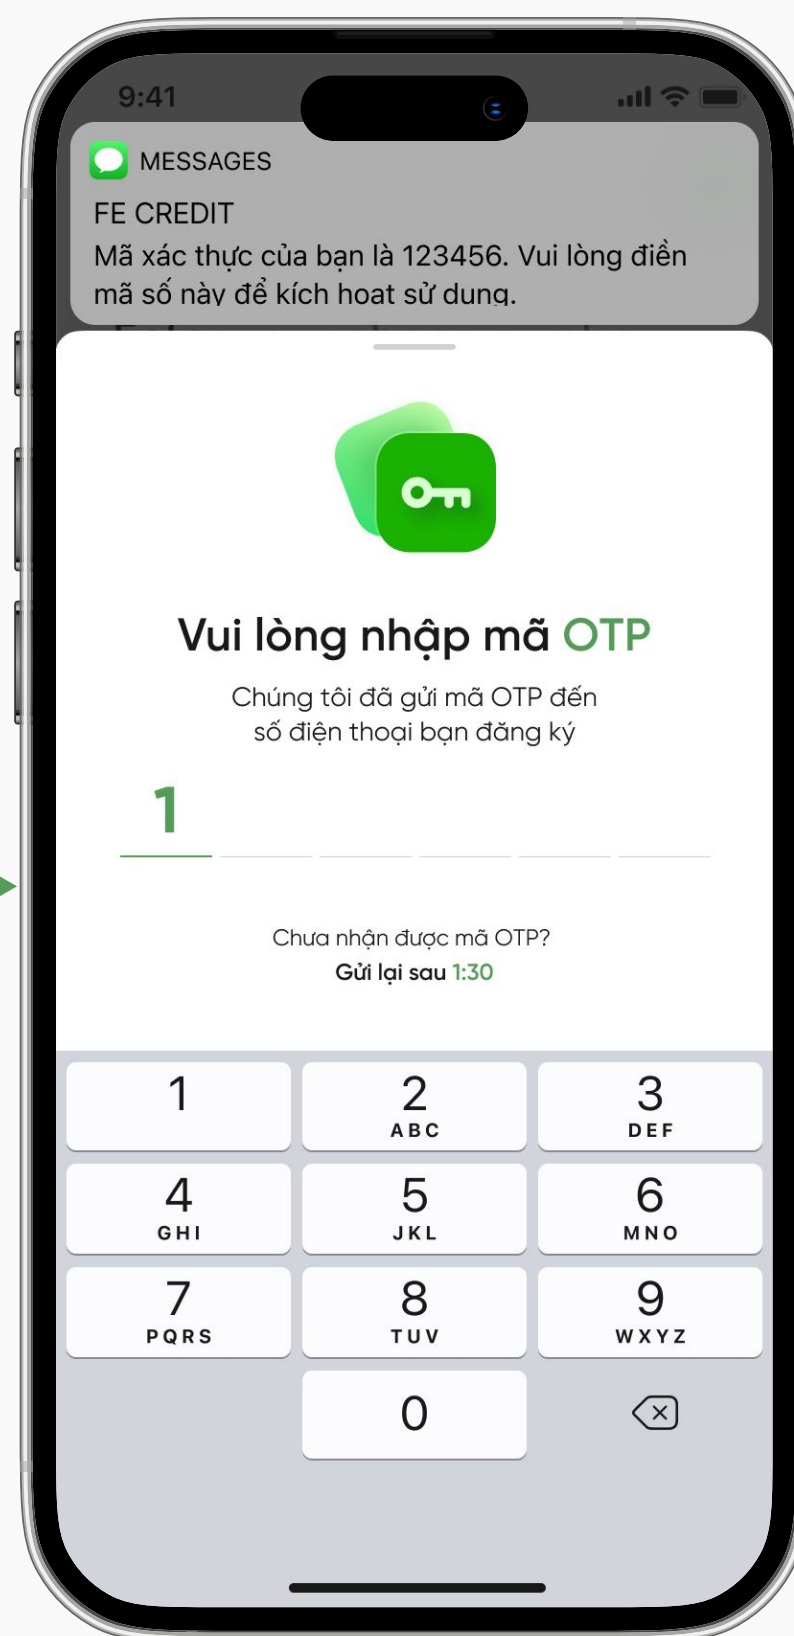 9:41
MESSAGES
FE CREDIT
Mã xác thực của bạn là 123456. Vui lòng điền
mã số này để kích hoạt sử dụng.
Vui lòng nhập mã OTP
Chúng tôi đã gửi mã OTP đến
số điện thoại bạn đăng ký
1
Chưa nhận được mã OTP?
Gửi lại sau 1:30
1
2
3
ABC
DEF
4
5
6
GHI
JKL
MNO
7
8
9
PQRS
TUV
WXYZ
0